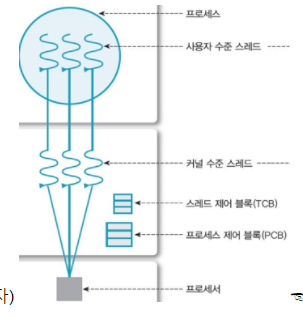 프로세스
사용자 수준 스레드
커널 수준 스레드
스레드 제어 블록(TCB)
프로세스 제어 블록(PCB)
프로세서